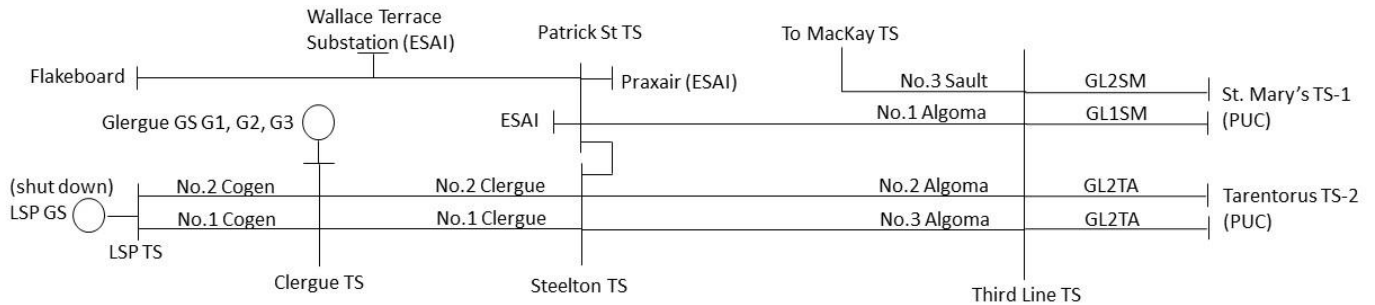 Wallace Terrace
Substation (ESAI)
Patrick St TS
To MacKay TS
Flakeboard
Praxair (ESAI)
No.3 Sault
GL2SM
St. Mary's TS-1
(PUC)
Glergue GS G1, G2, G3
ESAI
No.1 Algoma
GL1SM
(shut down)
LSP GS
No.2 Cogen
No.2 Clergue
No.2 Algoma
GL2TA
Tarentorus TS-2
(PUC)
No.1 Cogen
No.1 Clergue
No.3 Algoma
GL2TA
LSP TS
Clergue TS
Steelton TS
Third Line TS